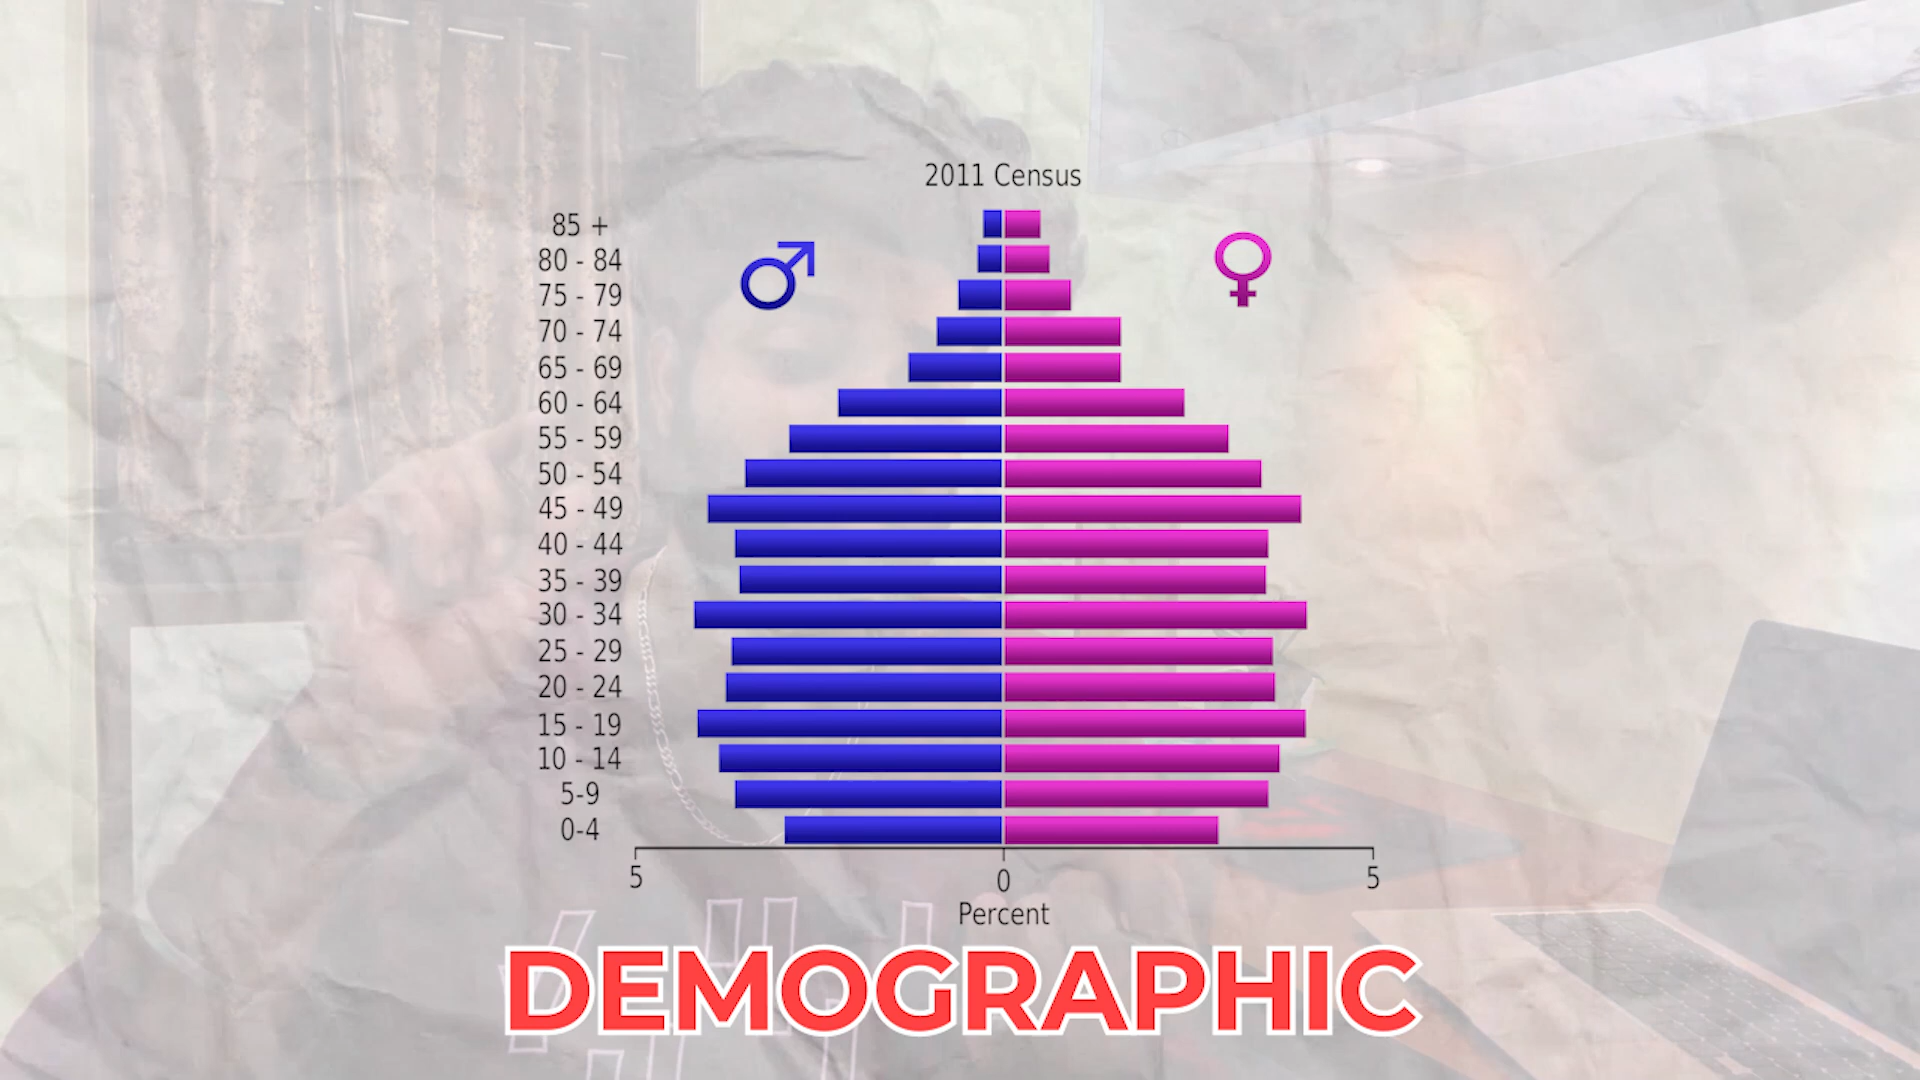 2011 Census
85 +
80 - 84
75 - 79
70 - 74
65 - 69
60 - 64
55 - 59
50 - 54
45 - 49
40 - 44
35 - 39
30 - 34
25 - 29
20 - 24
15 - 19
10 - 14
5-9
0-4
5 0 5
Percent
DEMOGRAPHIC